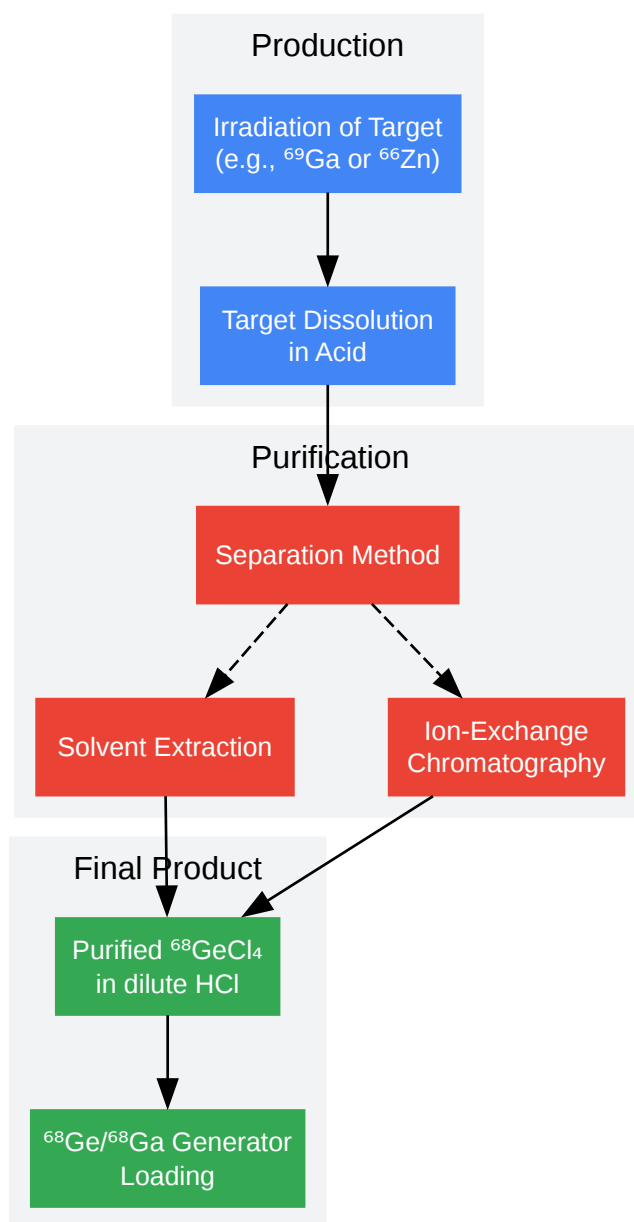 Production
Irradiation of Target
(e.g., ⁶⁹Ga or ⁶⁶Zn)
Target Dissolution
in Acid
Purification
Separation Method
Solvent Extraction
Ion-Exchange
Chromatography
Final Product
Purified ⁶⁸GeCl₄
in dilute HCl
⁶⁸Ge/⁶⁸Ga Generator
Loading